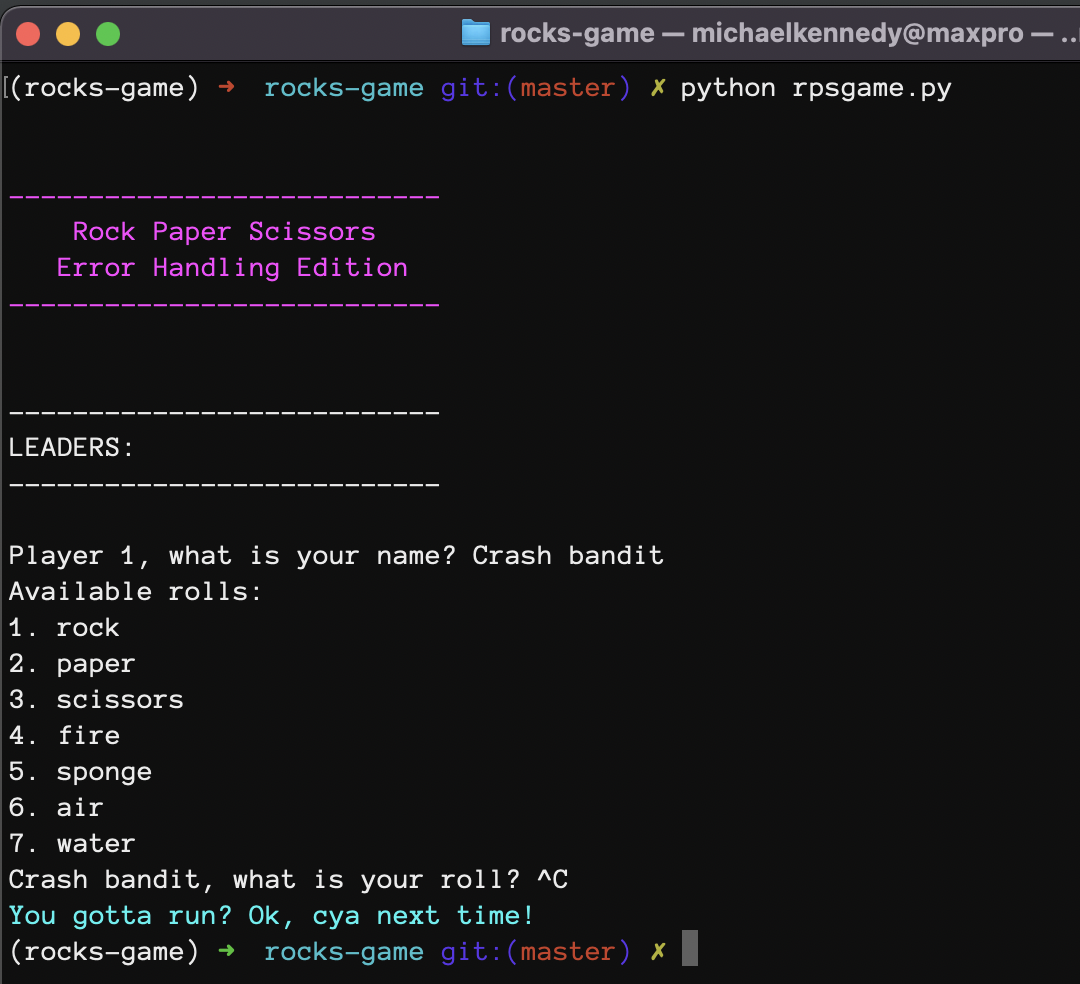 rocks-game — michaelkennedy@maxpro — ..
(rocks-game) ➜ rocks-game git:(master) ✗ python rpsgame.py
---------------------------
Rock Paper Scissors
Error Handling Edition
---------------------------
---------------------------
LEADERS:
---------------------------
Player 1, what is your name? Crash bandit
Available rolls:
1. rock
2. paper
3. scissors
4. fire
5. sponge
6. air
7. water
Crash bandit, what is your roll? ^C
You gotta run? Ok, cya next time!
(rocks-game) ➜ rocks-game git:(master) ✗